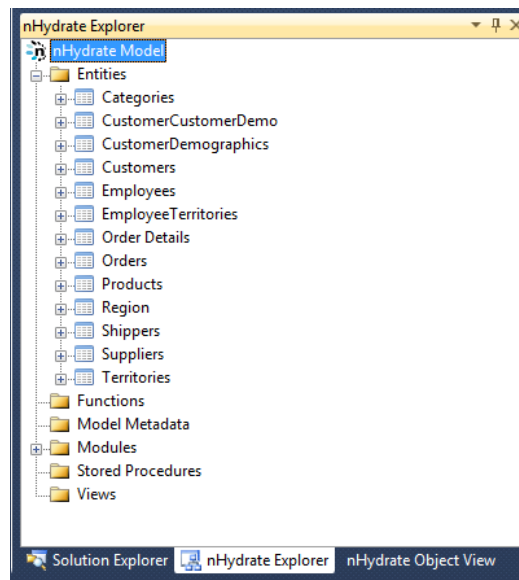 nHydrate Explorer
nHydrate Model
Entities
Categories
CustomerCustomerDemo
CustomerDemographics
Customers
Employees
EmployeeTerritories
Order Details
Orders
Products
Region
Shippers
Suppliers
Territories
Functions
Model Metadata
Modules
Stored Procedures
Views
Solution Explorer nHydrate Explorer nHydrate Object View